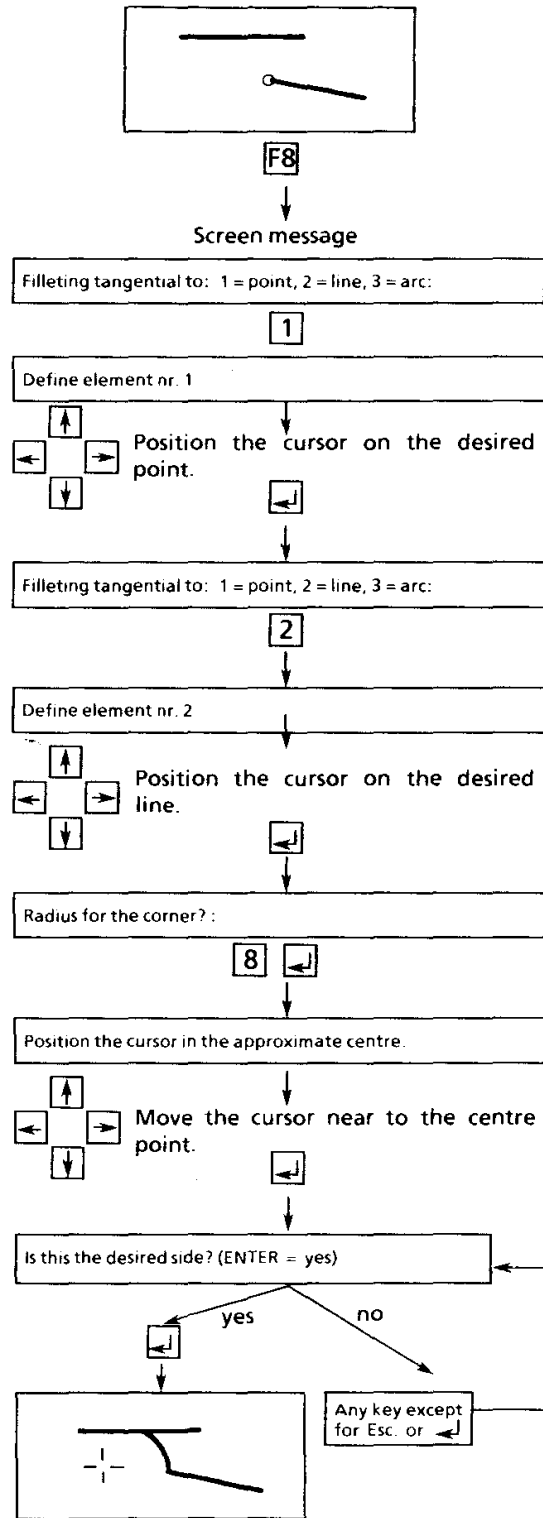 F8
Screen message
Filleting tangential to: 1 = point, 2 = line, 3 = arc:
1
Define element nr. 1
Position the cursor on the desired
point.
Filleting tangential to: 1 = point, 2 = line, 3 = arc:
2
Define element nr. 2
Position the cursor on the desired
line.
Radius for the corner? :
8
Position the cursor in the approximate centre.
Move the cursor near to the centre
point.
Is this the desired side? (ENTER = yes)
yes no
Any key except
for Esc. or